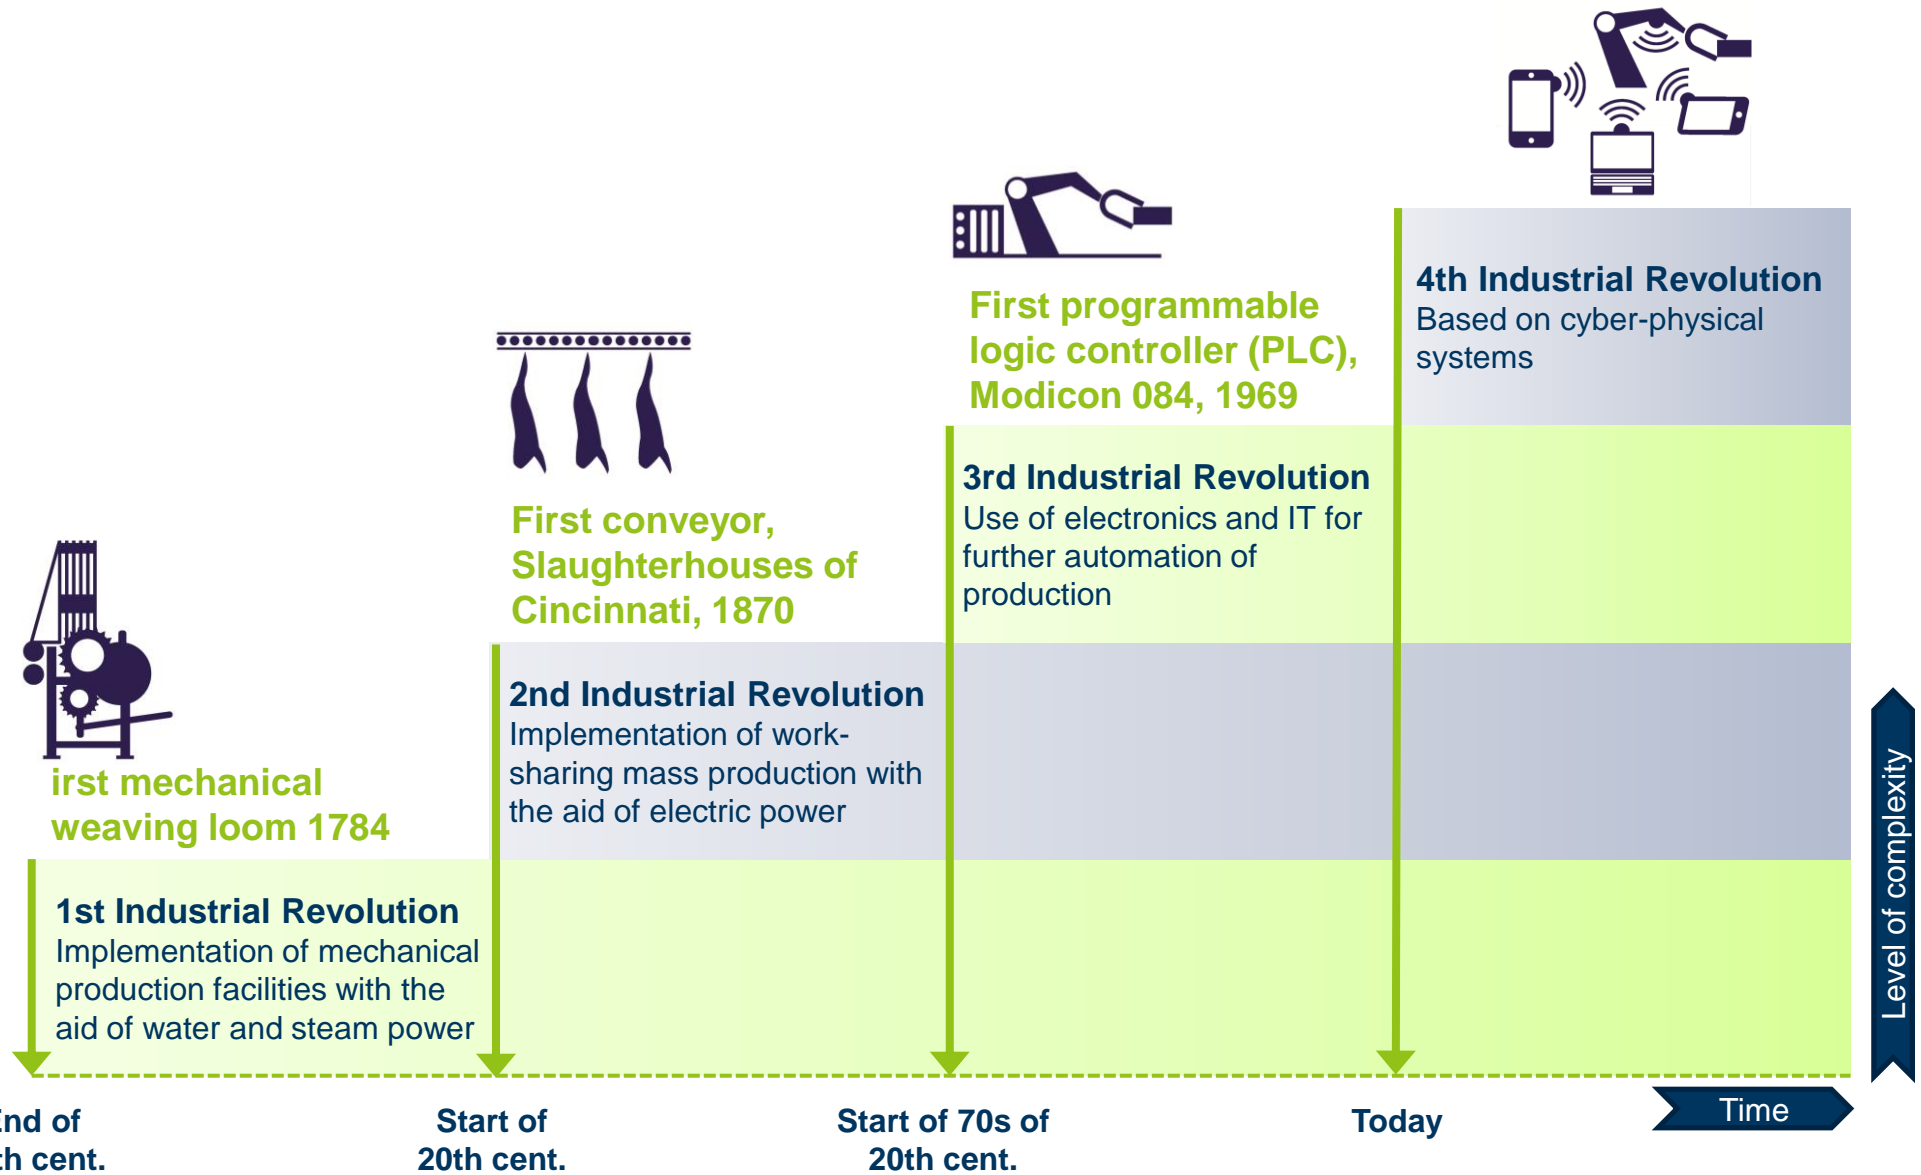 4th Industrial Revolution
Based on cyber-physical
systems
First programmable
logic controller (PLC),
Modicon 084, 1969
3rd Industrial Revolution
Use of electronics and IT for
further automation of
production
First conveyor,
Slaughterhouses of
Cincinnati, 1870
2nd Industrial Revolution
Implementation of work-
sharing mass production with
the aid of electric power
irst mechanical
weaving loom 1784
1st Industrial Revolution
Implementation of mechanical
production facilities with the
aid of water and steam power
Level of complexity
Time
End of
th cent.
Start of
20th cent.
Start of 70s of
20th cent.
Today